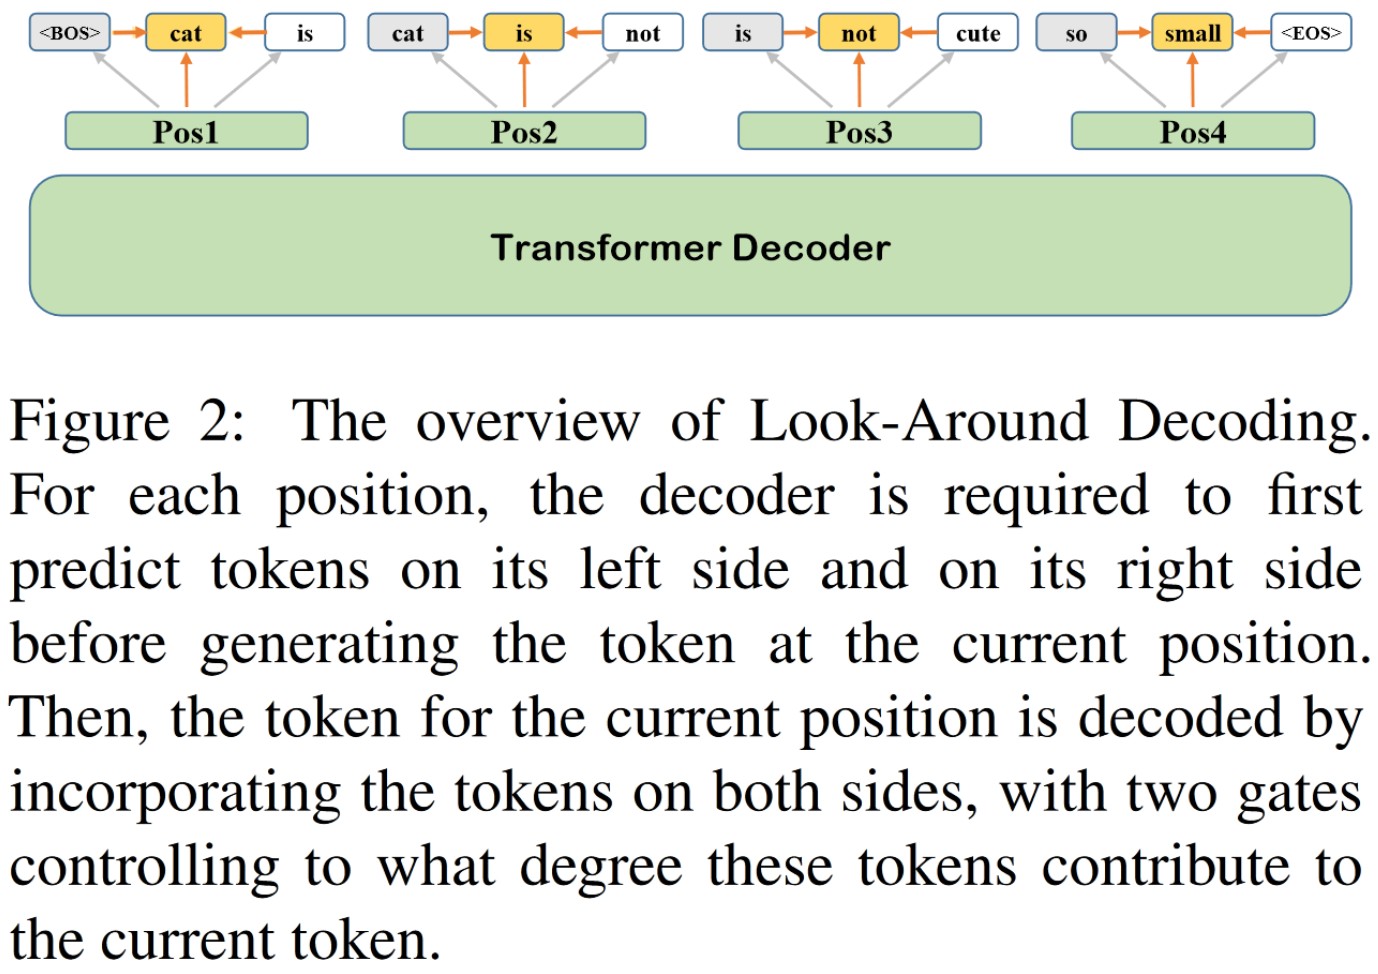 <BOS> cat is cat is not is not cute so small <EOS>
Pos1 Pos2 Pos3 Pos4
Transformer Decoder
Figure 2: The overview of Look-Around Decoding.
For each position, the decoder is required to first
predict tokens on its left side and on its right side
before generating the token at the current position.
Then, the token for the current position is decoded by
incorporating the tokens on both sides, with two gates
controlling to what degree these tokens contribute to
the current token.